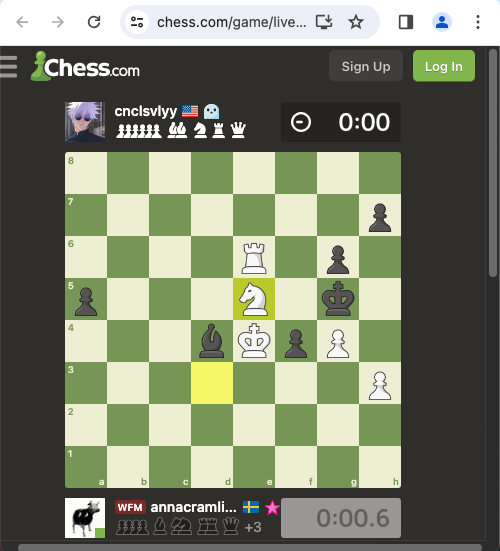 chess.com/game/live...
Chess.com
Sign Up
Log In
cnclsvlyy
0:00
8
7
6
5
4
3
2
1
a b c d e f g h
WFM annacramli...
+3
0:00.6